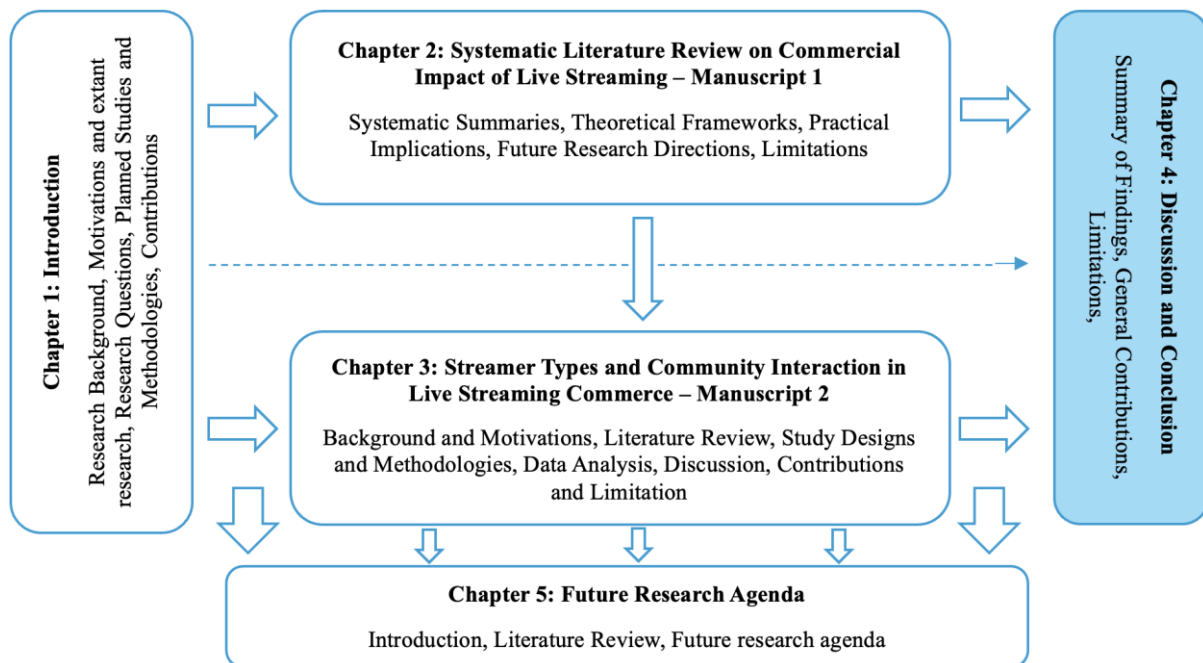 Chapter 1: Introduction
Research Background, Motivations and extant
research, Research Questions, Planned Studies and
Methodologies, Contributions
Chapter 2: Systematic Literature Review on Commercial
Impact of Live Streaming – Manuscript 1
Systematic Summaries, Theoretical Frameworks, Practical
Implications, Future Research Directions, Limitations
Chapter 3: Streamer Types and Community Interaction in
Live Streaming Commerce – Manuscript 2
Background and Motivations, Literature Review, Study Designs
and Methodologies, Data Analysis, Discussion, Contributions
and Limitation
Chapter 4: Discussion and Conclusion
Summary of Findings, General Contributions,
Limitations,
Chapter 5: Future Research Agenda
Introduction, Literature Review, Future research agenda